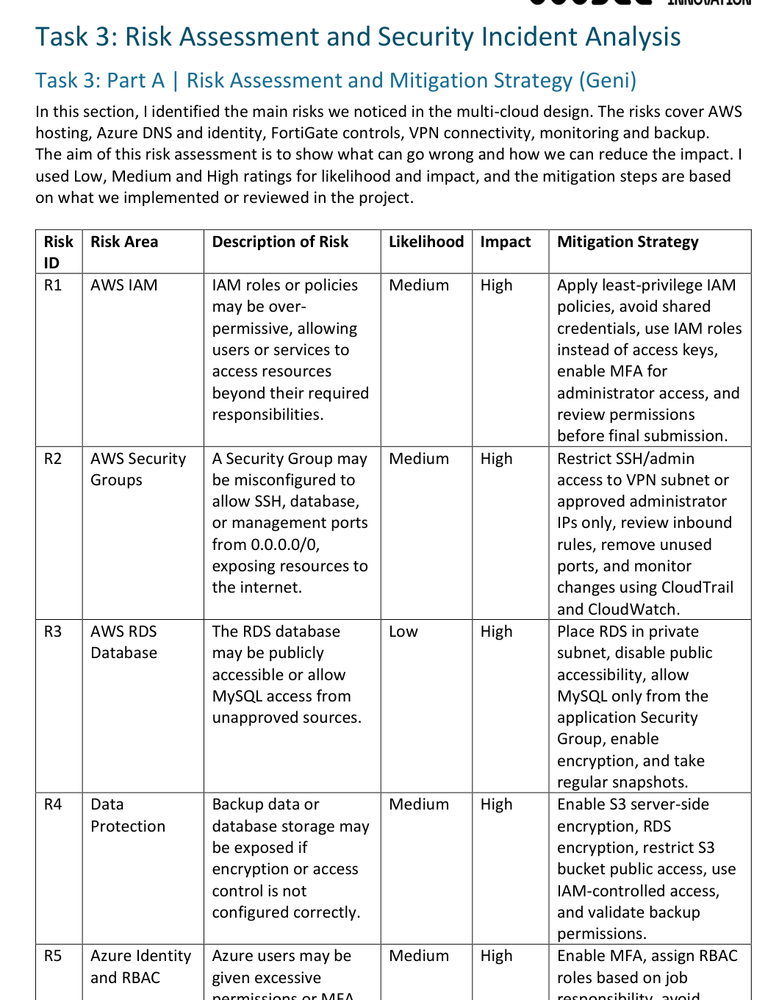 INNOVATION
Task 3: Risk Assessment and Security Incident Analysis
Task 3: Part A | Risk Assessment and Mitigation Strategy (Geni)
In this section, I identified the main risks we noticed in the multi-cloud design. The risks cover AWS
hosting, Azure DNS and identity, FortiGate controls, VPN connectivity, monitoring and backup.
The aim of this risk assessment is to show what can go wrong and how we can reduce the impact. I
used Low, Medium and High ratings for likelihood and impact, and the mitigation steps are based
on what we implemented or reviewed in the project.
Risk
ID
Risk Area
Description of Risk
Likelihood
Impact
Mitigation Strategy
R1
AWS IAM
IAM roles or policies
may be over-
permissive, allowing
users or services to
access resources
beyond their required
responsibilities.
Medium
High
Apply least-privilege IAM
policies, avoid shared
credentials, use IAM roles
instead of access keys,
enable MFA for
administrator access, and
review permissions
before final submission.
R2
AWS Security
Groups
A Security Group may
be misconfigured to
allow SSH, database,
or management ports
from 0.0.0.0/0,
exposing resources to
the internet.
Medium
High
Restrict SSH/admin
access to VPN subnet or
approved administrator
IPs only, review inbound
rules, remove unused
ports, and monitor
changes using CloudTrail
and CloudWatch.
R3
AWS RDS
Database
The RDS database
may be publicly
accessible or allow
MySQL access from
unapproved sources.
Low
High
Place RDS in private
subnet, disable public
accessibility, allow
MySQL only from the
application Security
Group, enable
encryption, and take
regular snapshots.
R4
Data
Protection
Backup data or
database storage may
be exposed if
encryption or access
control is not
configured correctly.
Medium
High
Enable S3 server-side
encryption, RDS
encryption, restrict S3
bucket public access, use
IAM-controlled access,
and validate backup
permissions.
R5
Azure Identity
and RBAC
Azure users may be
given excessive
permissions or MFA
Medium
High
Enable MFA, assign RBAC
roles based on job
responsibility, avoid